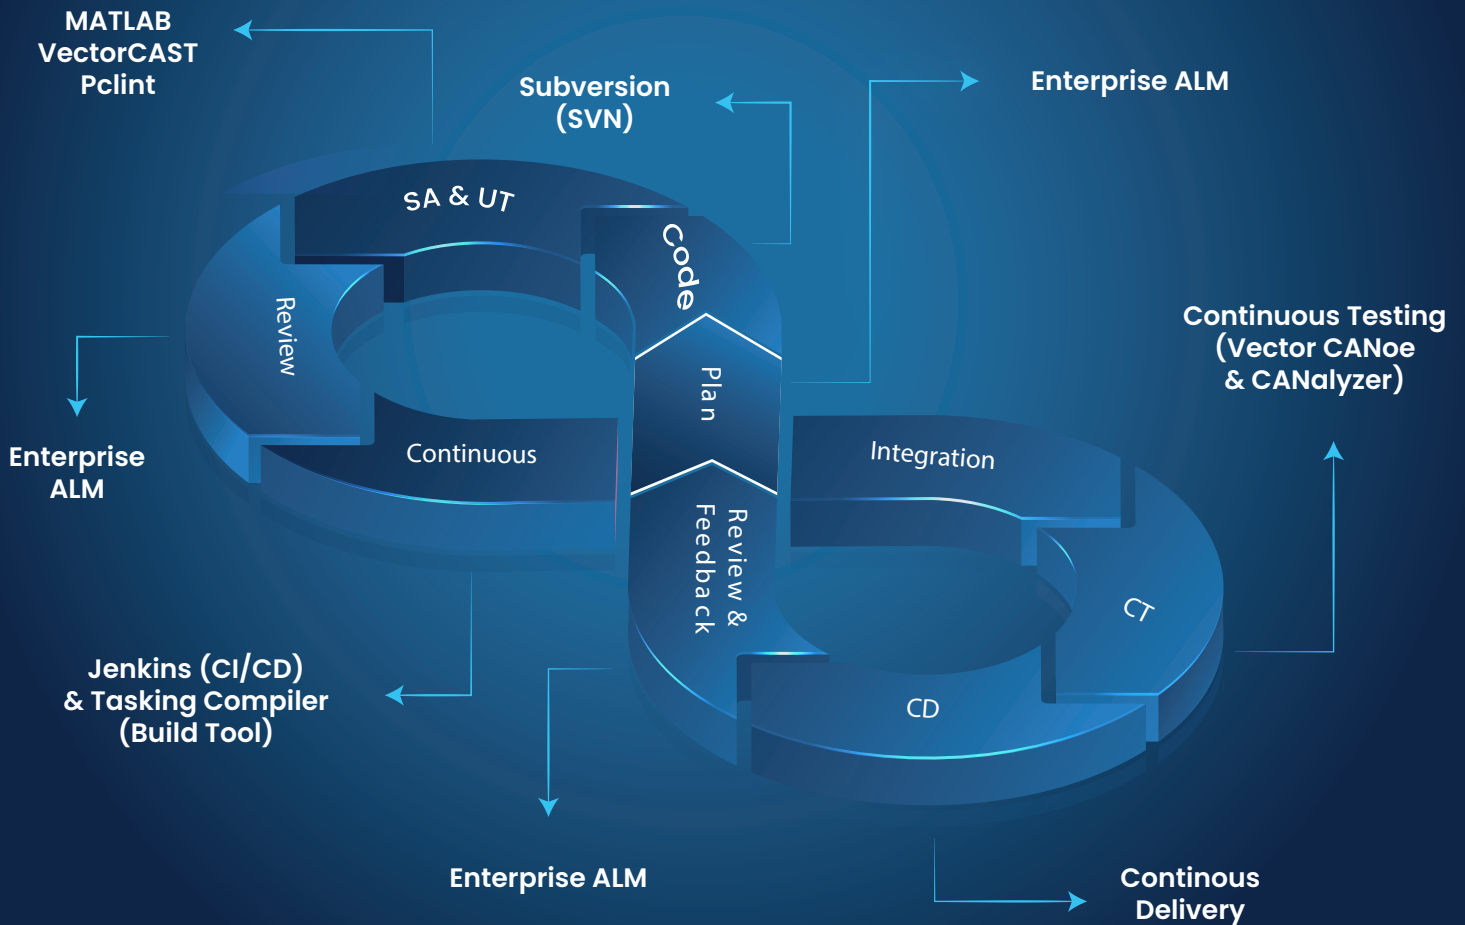 MATLAB
VectorCAST
Pclint
Subversion
(SVN)
Enterprise ALM
SA & UT
Code
Review
Plan
Continuous
Integration
Review &
Feedback
CT
CD
Continuous Testing
(Vector CANoe
& CANalyzer)
Enterprise
ALM
Jenkins (CI/CD)
& Tasking Compiler
(Build Tool)
Enterprise ALM
Continous
Delivery